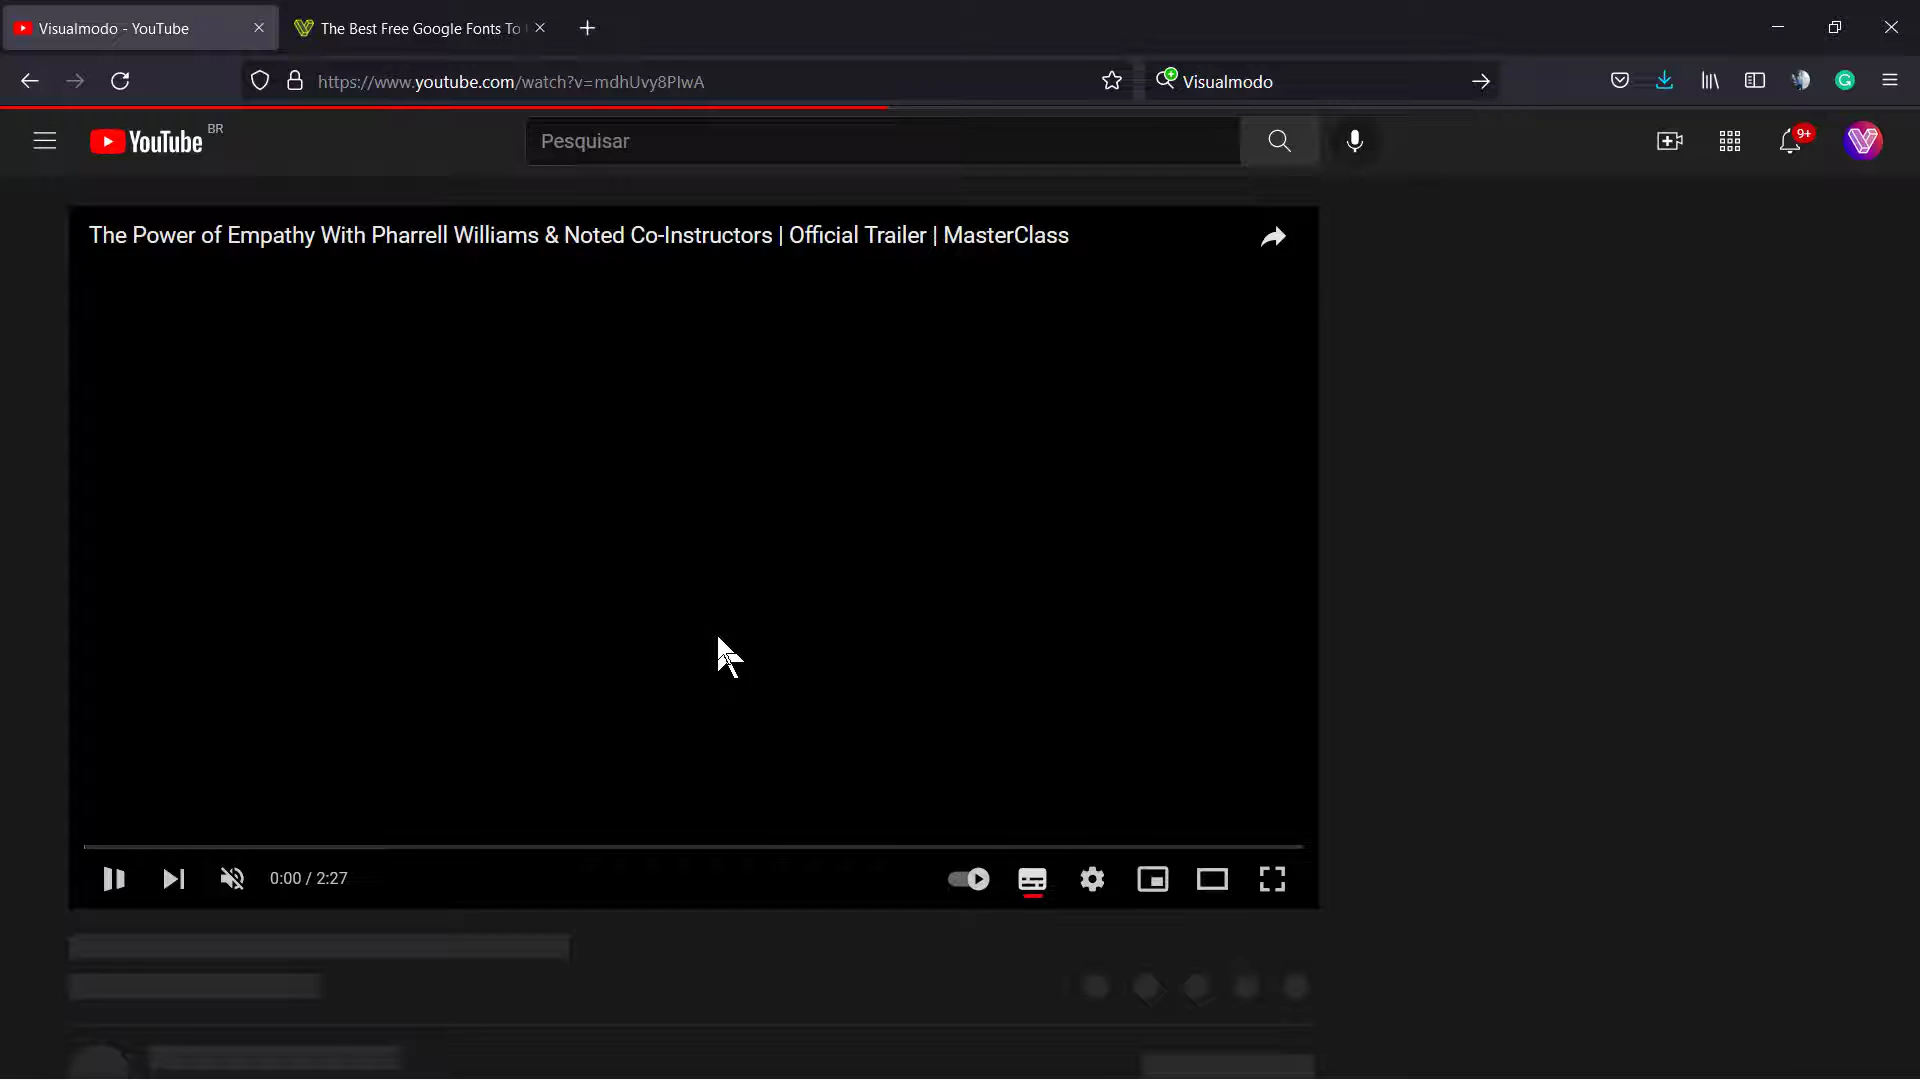 Visualmodo - YouTube
The Best Free Google Fonts To
https://www.youtube.com/watch?v=mdhUvy8PIwA
Visualmodo
YouTube BR
Pesquisar
9+
The Power of Empathy With Pharrell Williams & Noted Co-Instructors | Official Trailer | MasterClass
0:00 / 2:27